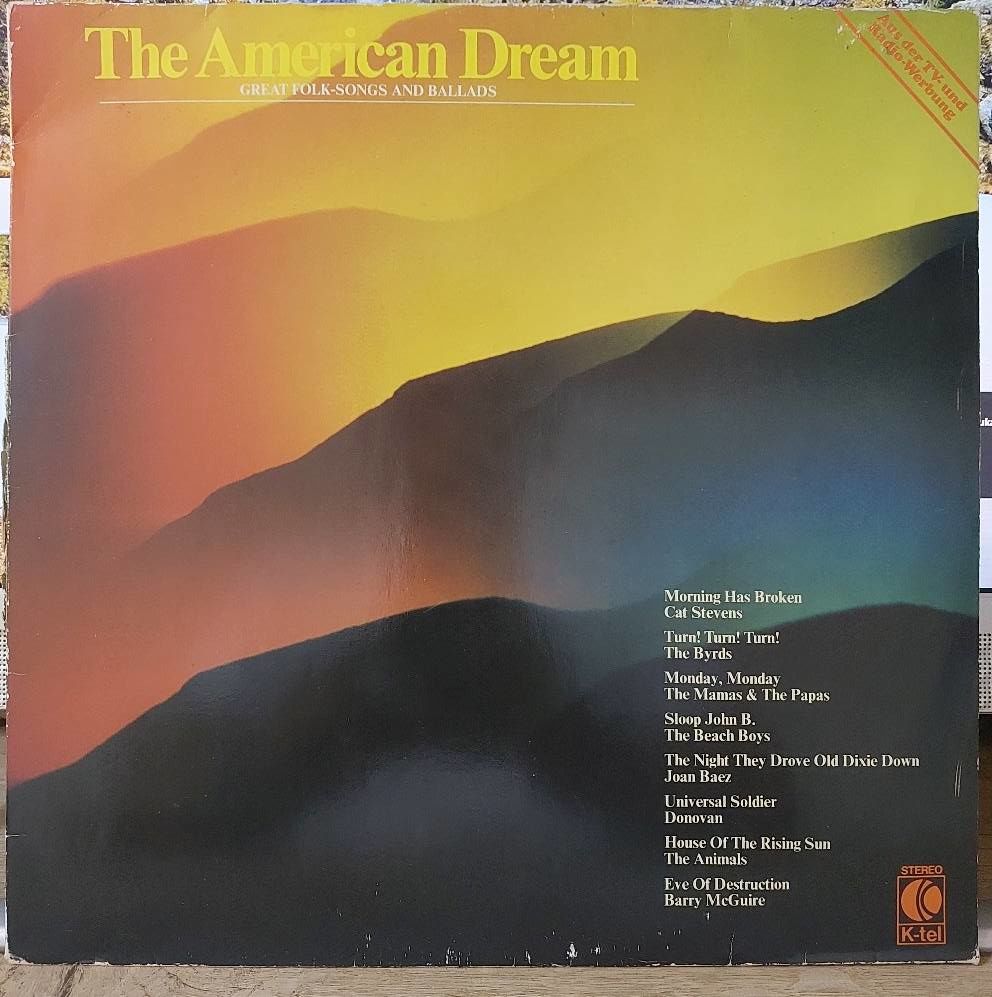 The American Dream
GREAT FOLK-SONGS AND BALLADS
Aus der TV- und
Radio-Werbung
Morning Has Broken
Cat Stevens
Turn! Turn! Turn!
The Byrds
Monday, Monday
The Mamas & The Papas
Sloop John B.
The Beach Boys
The Night They Drove Old Dixie Down
Joan Baez
Universal Soldier
Donovan
House Of The Rising Sun
The Animals
Eve Of Destruction
Barry McGuire
STEREO
K-tel